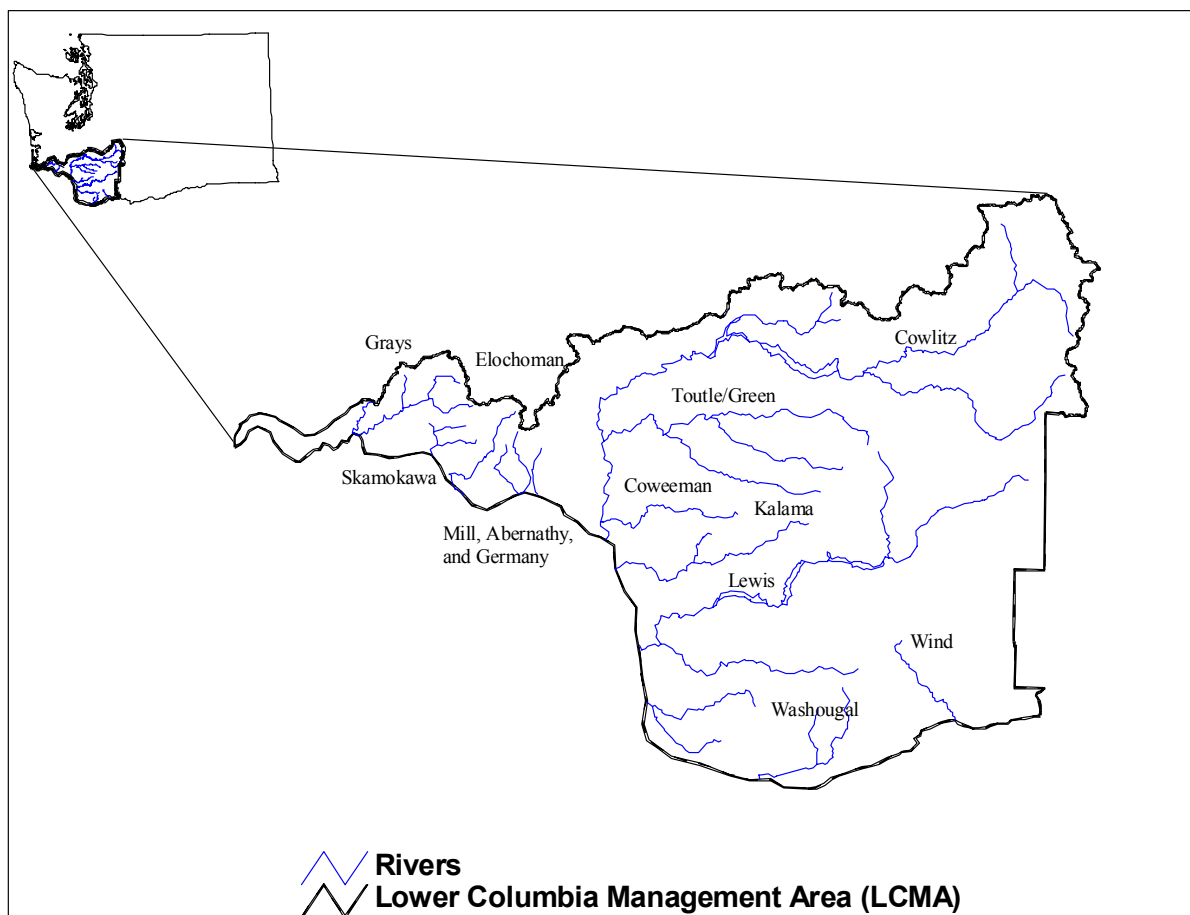 Grays
Elochoman
Cowlitz
Toutle/Green
Skamokawa
Coweeman
Kalama
Mill, Abernathy,
and Germany
Lewis
Wind
Washougal
Rivers
Lower Columbia Management Area (LCMA)